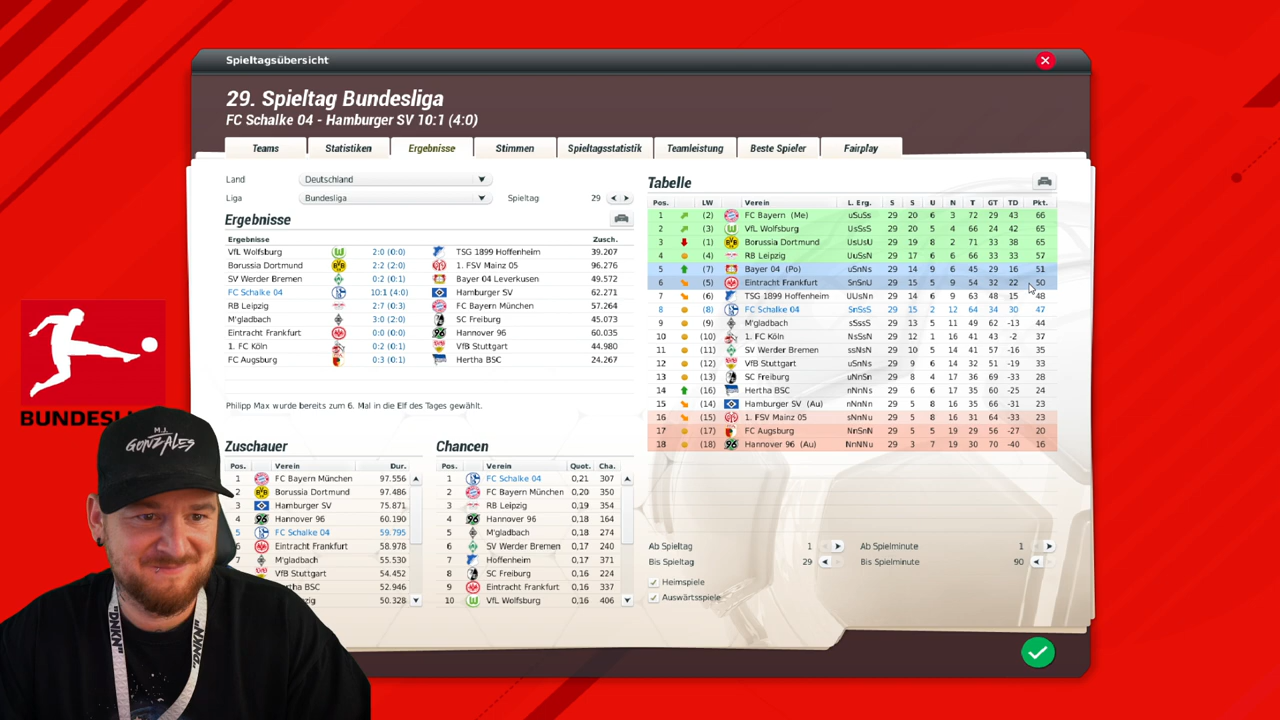 Spieltagsübersicht
29. Spieltag Bundesliga
FC Schalke 04 - Hamburger SV 10:1 (4:0)
Teams Statistiken Ergebnisse Stimmen Spieltagsstatistik Teamleistung Beste Spieler Fairplay
Land Deutschland
Liga Bundesliga Spieltag 29
Ergebnisse
Ergebnisse Zusch.
VfL Wolfsburg 2:0 (0:0) TSG 1899 Hoffenheim 39.207
Borussia Dortmund 2:2 (2:0) 1. FSV Mainz 05 96.276
SV Werder Bremen 0:2 (0:1) Bayer 04 Leverkusen 49.572
FC Schalke 04 10:1 (4:0) Hamburger SV 62.271
RB Leipzig 2:7 (0:3) FC Bayern München 57.264
M'gladbach 3:0 (2:0) SC Freiburg 45.073
Eintracht Frankfurt 0:0 (0:0) Hannover 96 60.035
1. FC Köln 0:2 (0:1) VfB Stuttgart 44.980
FC Augsburg 0:3 (0:1) Hertha BSC 24.267
Philipp Max wurde bereits zum 6. Mal in die Elf des Tages gewählt.
Zuschauer
Pos. Verein Dur.
1 FC Bayern München 97.556
2 Borussia Dortmund 97.486
3 Hamburger SV 75.871
4 Hannover 96 60.190
5 FC Schalke 04 59.795
6 Eintracht Frankfurt 58.978
7 M'gladbach 55.530
VfB Stuttgart 54.452
rtha BSC 52.946
zig 50.328
Chancen
Pos. Verein Quot. Cha.
1 FC Schalke 04 0,21 307
2 FC Bayern München 0,20 350
3 RB Leipzig 0,19 354
4 Hannover 96 0,18 164
5 M'gladbach 0,18 274
6 SV Werder Bremen 0,17 240
7 Hoffenheim 0,17 371
8 SC Freiburg 0,16 224
9 Eintracht Frankfurt 0,16 337
10 VfL Wolfsburg 0,16 406
Tabelle
Pos. LW Verein L. Erg. S S U N T GT TD Pkt.
1 (2) FC Bayern (Me) uSuSs 29 20 6 3 72 29 43 66
2 (3) VfL Wolfsburg UsSsS 29 20 5 4 66 24 42 65
3 (1) Borussia Dortmund UsUsU 29 19 8 2 71 33 38 65
4 (4) RB Leipzig UuSsN 29 17 6 6 66 33 33 57
5 (7) Bayer 04 (Po) uSnNs 29 14 9 6 45 29 16 51
6 (5) Eintracht Frankfurt SnSnU 29 15 5 9 54 32 22 50
7 (6) TSG 1899 Hoffenheim UUsNn 29 14 6 9 63 48 15 48
8 (8) FC Schalke 04 SnSsS 29 15 2 12 64 34 30 47
9 (9) M'gladbach sSssS 29 13 5 11 49 62 -13 44
10 (10) 1. FC Köln NsSsN 29 12 1 16 41 43 -2 37
11 (11) SV Werder Bremen ssNsN 29 10 5 14 41 57 -16 35
12 (12) VfB Stuttgart uSnNs 29 9 6 14 32 51 -19 33
13 (13) SC Freiburg uNnSn 29 8 4 17 36 69 -33 28
14 (16) Hertha BSC nNnNs 29 6 6 17 35 60 -25 24
15 (14) Hamburger SV (Au) nnNNn 29 5 8 16 35 66 -31 23
16 (15) 1. FSV Mainz 05 sNnNu 29 5 8 16 31 64 -33 23
17 (17) FC Augsburg NnSnN 29 5 5 19 29 56 -27 20
18 (18) Hannover 96 (Au) NnNNu 29 3 7 19 30 70 -40 16
Ab Spieltag 1 Ab Spielminute 1
Bis Spieltag 29 Bis Spielminute 90
Heimspiele
Auswärtsspiele
BUNDESLI
M.J.
GONZALES
"DNKN"
"DNKN"